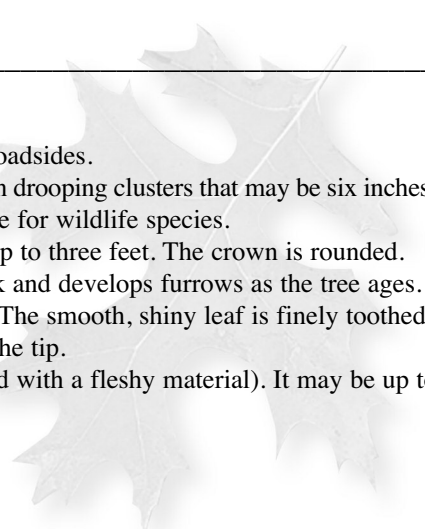 oadsides.
n drooping clusters that may be six inches
e for wildlife species.
p to three feet. The crown is rounded.
k and develops furrows as the tree ages.
The smooth, shiny leaf is finely toothed
he tip.
d with a fleshy material). It may be up to